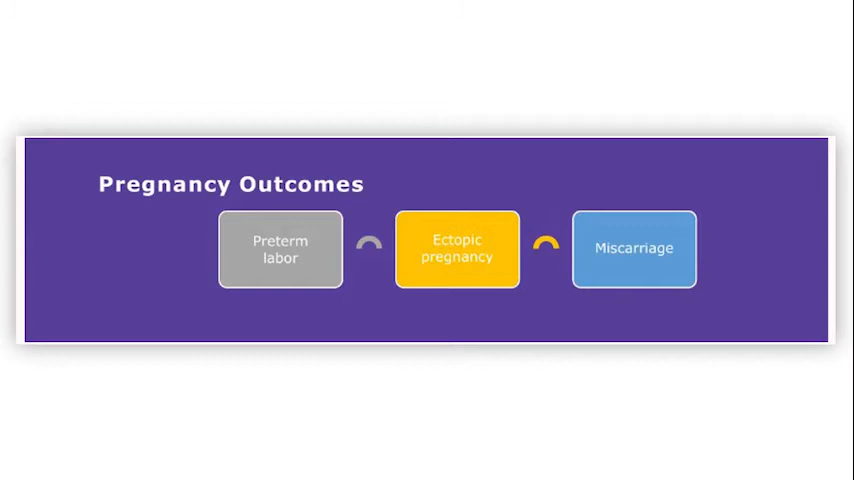 Pregnancy Outcomes
Preterm
labor
Ectopic
pregnancy
Miscarriage